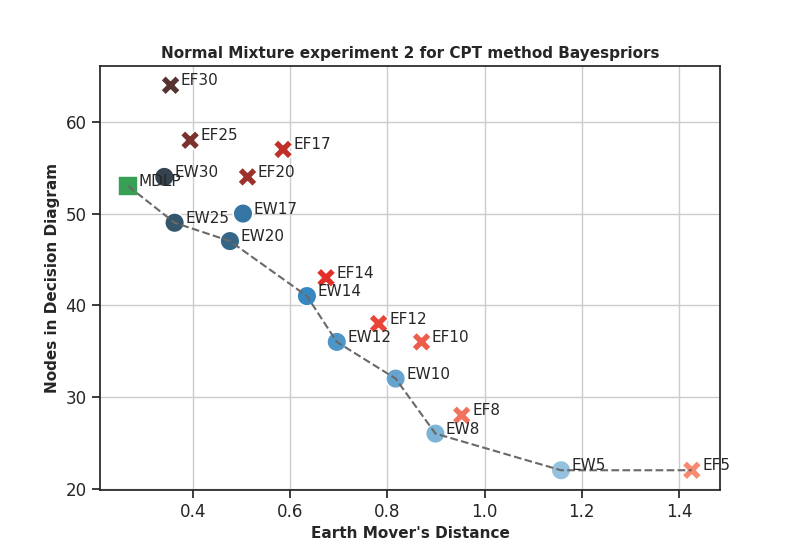 Normal Mixture experiment 2 for CPT method Bayespriors
EF30
EF25
EF17
EW30
EF20
MDLP
EW17
EW25
EW20
EF14
EW14
EF12
EW12
EF10
EW10
EF8
EW8
EW5
EF5
60
50
40
30
20
Nodes in Decision Diagram
0.4
0.6
0.8
1.0
1.2
1.4
Earth Mover's Distance